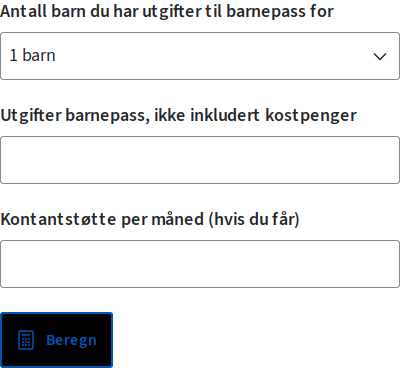 Antall barn du har utgifter til barnepass for
1 barn
Utgifter barnepass, ikke inkludert kostpenger
Kontantstøtte per måned (hvis du får)
Beregn